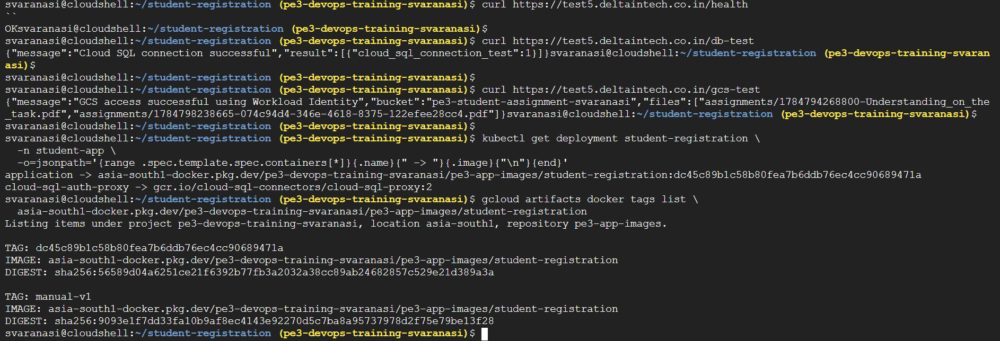 svaranasi@cloudshell:~/student-registration (pe3-devops-training-svaranasi)$ curl https://test5.deltaintech.co.in/health
``
OKsvaranasi@cloudshell:~/student-registration (pe3-devops-training-svaranasi)$
svaranasi@cloudshell:~/student-registration (pe3-devops-training-svaranasi)$ curl https://test5.deltaintech.co.in/db-test
{"message":"Cloud SQL connection successful","result":[{"cloud_sql_connection_test":1}]}svaranasi@cloudshell:~/student-registration (pe3-devops-training-svaran
asi)$
svaranasi@cloudshell:~/student-registration (pe3-devops-training-svaranasi)$
svaranasi@cloudshell:~/student-registration (pe3-devops-training-svaranasi)$ curl https://test5.deltaintech.co.in/gcs-test
{"message":"GCS access successful using Workload Identity","bucket":"pe3-student-assignment-svaranasi","files":["assignments/1784794268800-Understanding_on_the
_task.pdf","assignments/1784798238665-074c94d4-346e-4618-8375-122efee28cc4.pdf"]}svaranasi@cloudshell:~/student-registration (pe3-devops-training-svaranasi)$
svaranasi@cloudshell:~/student-registration (pe3-devops-training-svaranasi)$
svaranasi@cloudshell:~/student-registration (pe3-devops-training-svaranasi)$ kubectl get deployment student-registration \
  -n student-app \
  -o=jsonpath='{range .spec.template.spec.containers[*]}{.name}{" -> "}{.image}{"\n"}{end}'
application -> asia-south1-docker.pkg.dev/pe3-devops-training-svaranasi/pe3-app-images/student-registration:dc45c89b1c58b80fea7b6ddb76ec4cc90689471a
cloud-sql-auth-proxy -> gcr.io/cloud-sql-connectors/cloud-sql-proxy:2
svaranasi@cloudshell:~/student-registration (pe3-devops-training-svaranasi)$ gcloud artifacts docker tags list \
  asia-south1-docker.pkg.dev/pe3-devops-training-svaranasi/pe3-app-images/student-registration
Listing items under project pe3-devops-training-svaranasi, location asia-south1, repository pe3-app-images.

TAG: dc45c89b1c58b80fea7b6ddb76ec4cc90689471a
IMAGE: asia-south1-docker.pkg.dev/pe3-devops-training-svaranasi/pe3-app-images/student-registration
DIGEST: sha256:56589d04a6251ce21f6392b77fb3a2032a38cc89ab24682857c529e21d389a3a

TAG: manual-v1
IMAGE: asia-south1-docker.pkg.dev/pe3-devops-training-svaranasi/pe3-app-images/student-registration
DIGEST: sha256:9093e1f7dd33fa10b9af8ec4143e92270d5c7ba8a95737978d2f75e79be13f28
svaranasi@cloudshell:~/student-registration (pe3-devops-training-svaranasi)$